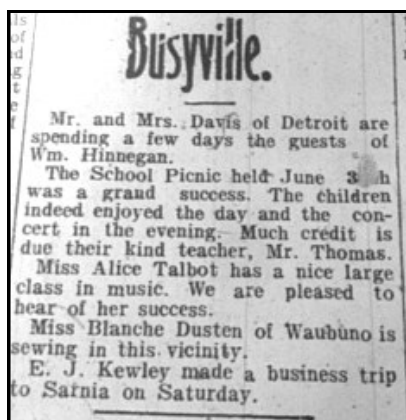 Busyville.
Mr. and Mrs. Davis of Detroit are
spending a few days the guests of
Wm. Hinnegan.
The School Picnic held June
was a grand success. The children
indeed enjoyed the day and the con-
cert in the evening. Much credit is
due their kind teacher, Mr. Thomas.
Miss Alice Talbot has a nice large
class in music. We are pleased to
hear of her success.
Miss Blanche Dusten of Waubuno is
sewing in this vicinity.
E. J. Kewley made a business trip
to Sarnia on Saturday.